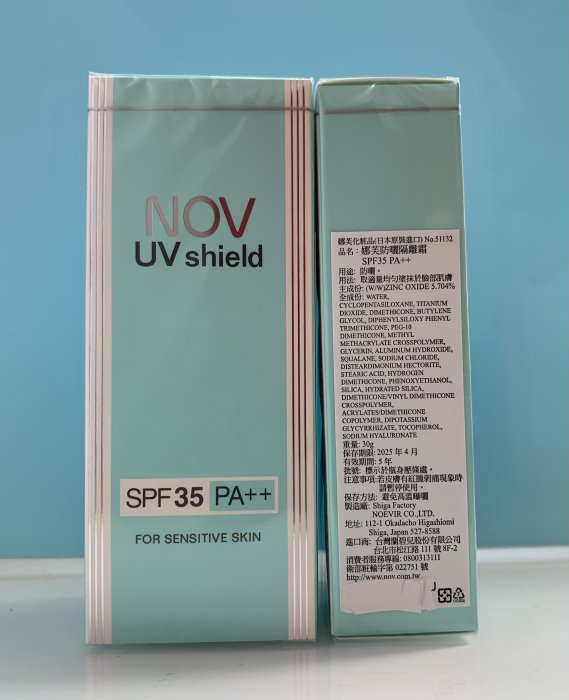 NOV
UV shield
SPF35 PA++
FOR SENSITIVE SKIN
娜芙化粧品(日本原裝進口) No.51132
品名：娜芙防曬隔離霜
SPF35 PA++
用途: 防曬。
用法: 取適量均勻塗抹於臉部肌膚
主成份: (W/W)ZINC OXIDE 5.704%
全成份: WATER,
CYCLOPENTASILOXANE, TITANIUM
DIOXIDE, DIMETHICONE, BUTYLENE
GLYCOL, DIPHENYLSILOXY PHENYL
TRIMETHICONE, PEG-10
DIMETHICONE, METHYL
METHACRYLATE CROSSPOLYMER,
GLYCERIN, ALUMINUM HYDROXIDE,
SQUALANE, SODIUM CHLORIDE,
DISTEARDIMONIUM HECTORITE,
STEARIC ACID, HYDROGEN
DIMETHICONE, PHENOXYETHANOL,
SILICA, HYDRATED SILICA,
DIMETHICONE/VINYL DIMETHICONE
CROSSPOLYMER,
ACRYLATES/DIMETHICONE
COPOLYMER, DIPOTASSIUM
GLYCYRRHIZATE, TOCOPHEROL,
SODIUM HYALURONATE
重量: 30g
保存期限: 2025 年 4 月
有效期間: 5 年
批號: 標示於瓶身壓條處。
注意事項:若皮膚有紅腫刺痛現象時
請暫停使用。
保存方法: 避免高溫曝曬
製造廠: Shiga Factory
NOEVIR CO.,LTD.
地址: 112-1 Okadacho Higashiomi
Shiga, Japan 527-8588
進口商: 台灣蘭碧兒股份有限公司
台北市松江路 111 號 8F-2
消費者服務專線: 0800313111
衛部粧輸字第 022751 號
http://www.nov.com.tw